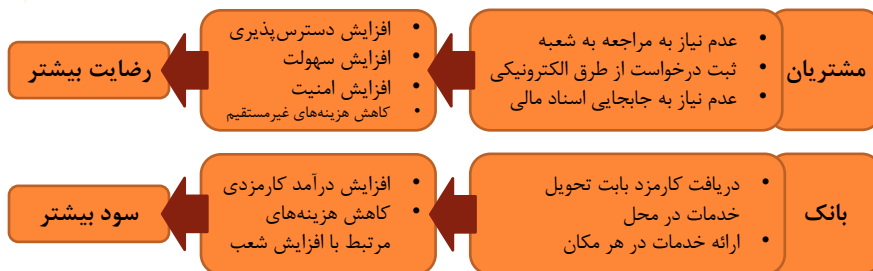 مشتریان
• عدم نیاز به مراجعه به شعبه
• ثبت درخواست از طرق الکترونیکی
• عدم نیاز به جابجایی اسناد مالی
• افزایش دسترس‌پذیری
• افزایش سهولت
• افزایش امنیت
• کاهش هزینه‌های غیرمستقیم
رضایت بیشتر
بانک
• دریافت کارمزد بابت تحویل
خدمات در محل
• ارائه خدمات در هر مکان
• افزایش درآمد کارمزدی
• کاهش هزینه‌های
مرتبط با افزایش شعب
سود بیشتر